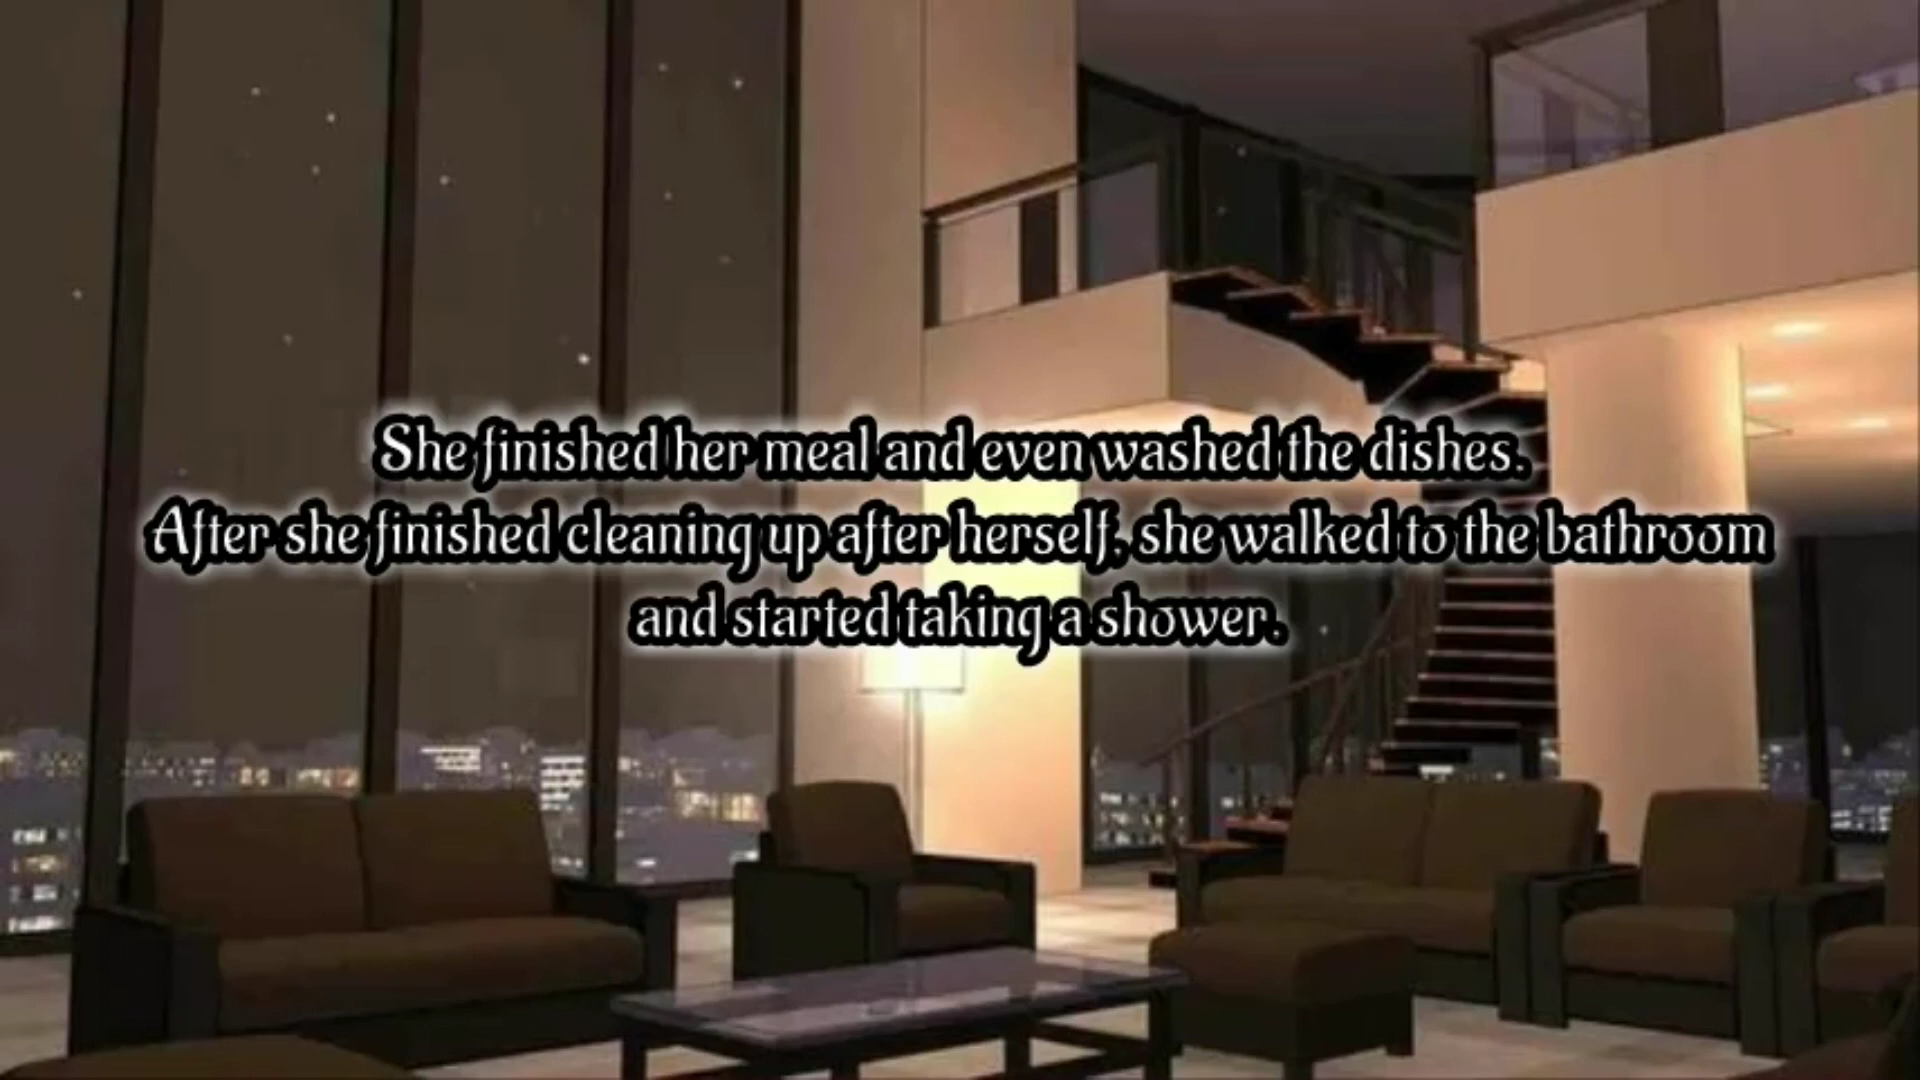 She finished her meal and even washed the dishes.
After she finished cleaning up after herself, she walked to the bathroom
and started taking a shower.